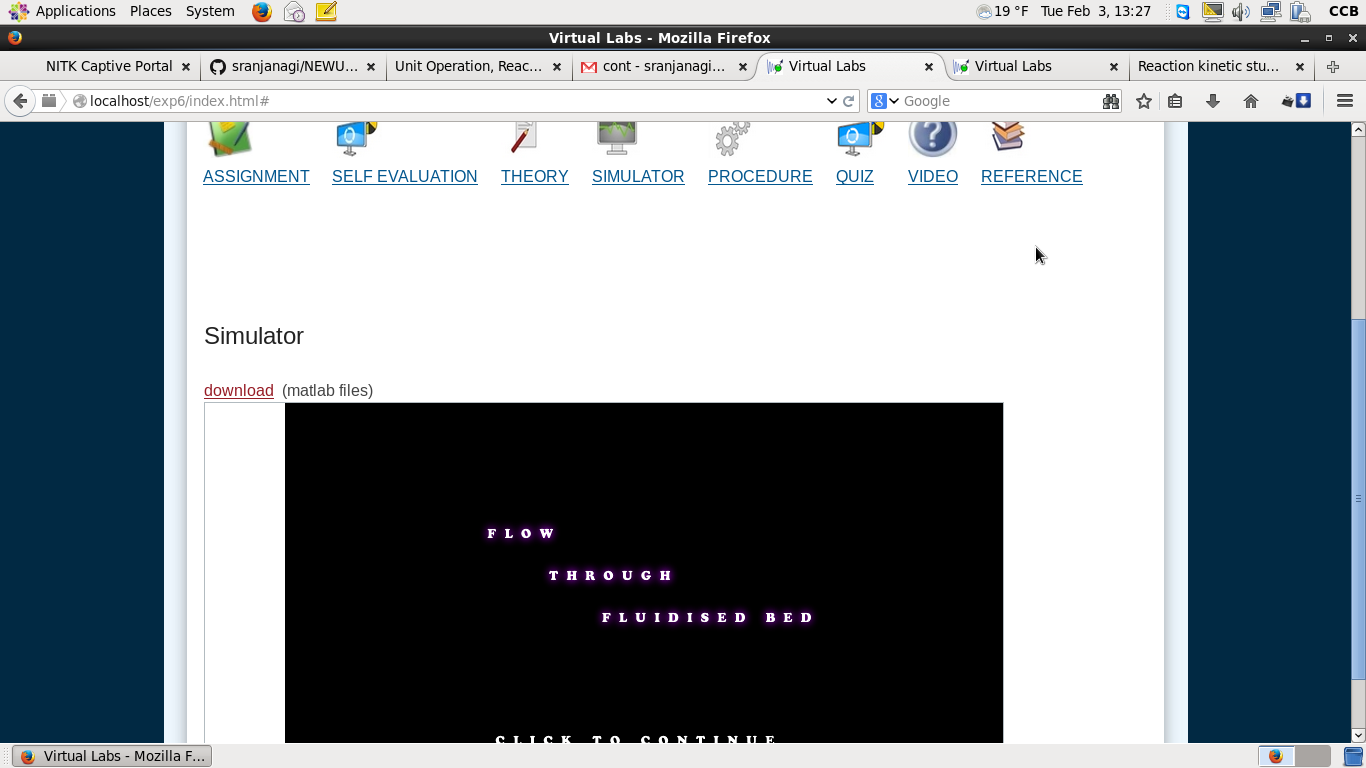 Applications Places System 19 °F Tue Feb 3, 13:27 CCB
Virtual Labs - Mozilla Firefox
NITK Captive Portal sranjanagi/NEWU... Unit Operation, Reac... cont - sranjanagi... Virtual Labs Virtual Labs Reaction kinetic stu...
localhost/exp6/index.html# Google
ASSIGNMENT SELF EVALUATION THEORY SIMULATOR PROCEDURE QUIZ VIDEO REFERENCE
Simulator
download (matlab files)
FLOW
THROUGH
FLUIDISED BED
CLICK TO CONTINUE
Virtual Labs - Mozilla F...